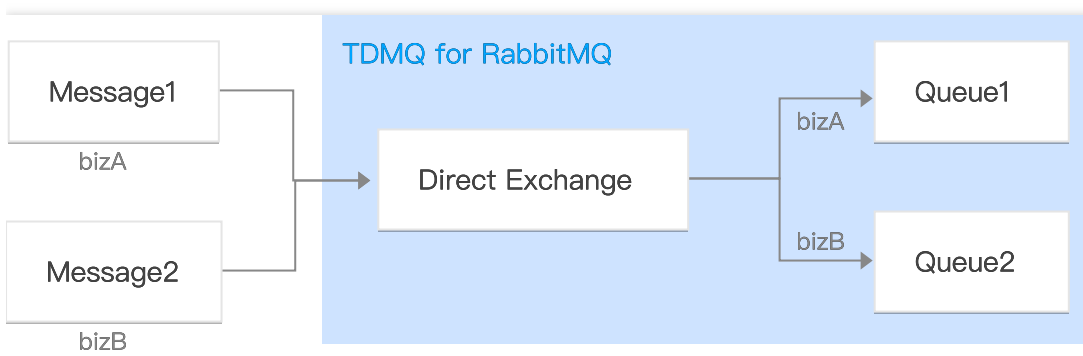 TDMQ for RabbitMQ
Message1
bizA
Message2
bizB
Direct Exchange
bizA
Queue1
bizB
Queue2